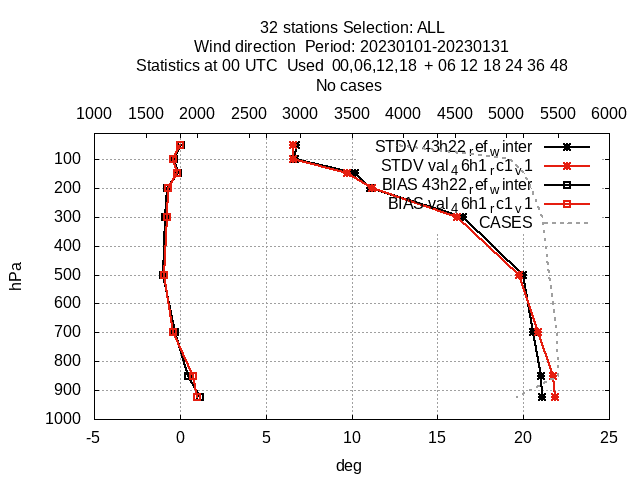 32 stations Selection: ALL
Wind direction  Period: 20230101-20230131
Statistics at 00 UTC  Used  00,06,12,18  + 06 12 18 24 36 48
No cases
1000 1500 2000 2500 3000 3500 4000 4500 5000 5500 6000
STDV 43h22_ref_winter
STDV val_46h1_rc1_v1
BIAS 43h22_ref_winter
BIAS val_46h1_rc1_v1
CASES
100
200
300
400
500
600
700
800
900
1000
hPa
-5 0 5 10 15 20 25
deg